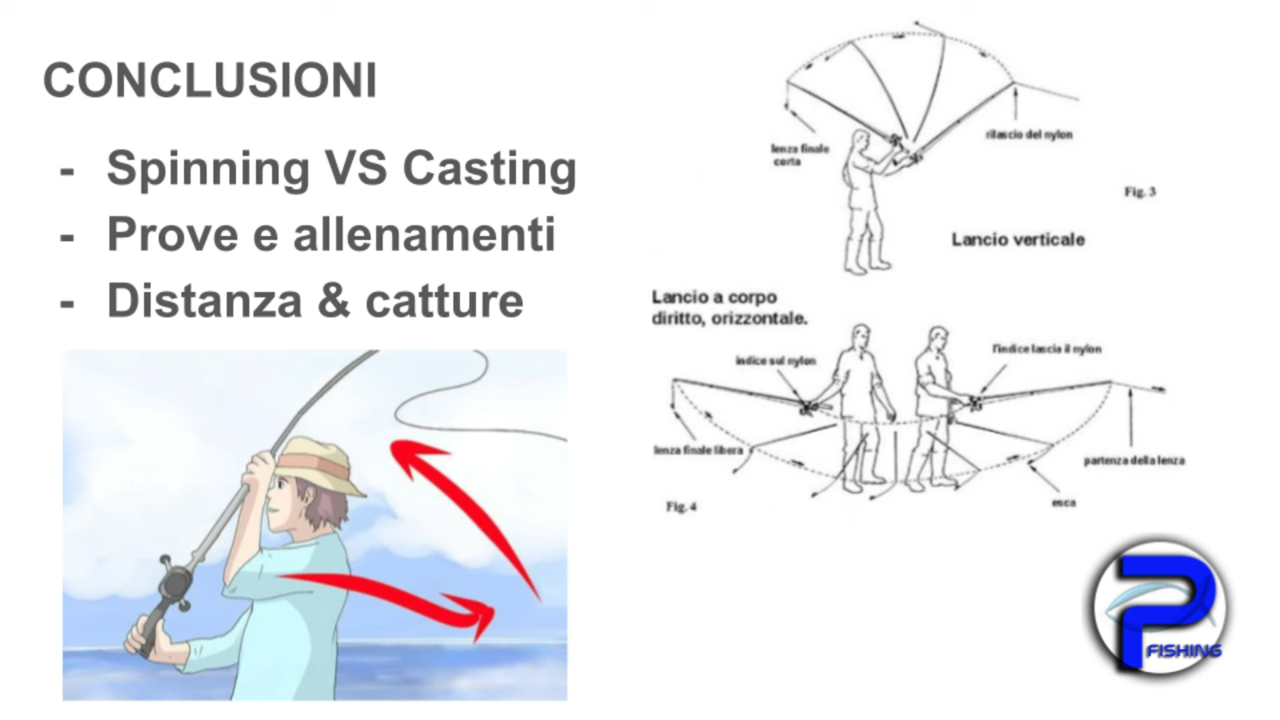 CONCLUSIONI
- Spinning VS Casting
- Prove e allenamenti
- Distanza & catture
lenza finale
corta
rilascio del nylon
Fig. 3
Lancio verticale
Lancio a corpo
diritto, orizzontale.
indice sul nylon
l'indice lascia il nylon
lenza finale libera
partenza della lenza
esca
Fig. 4
P
FISHING